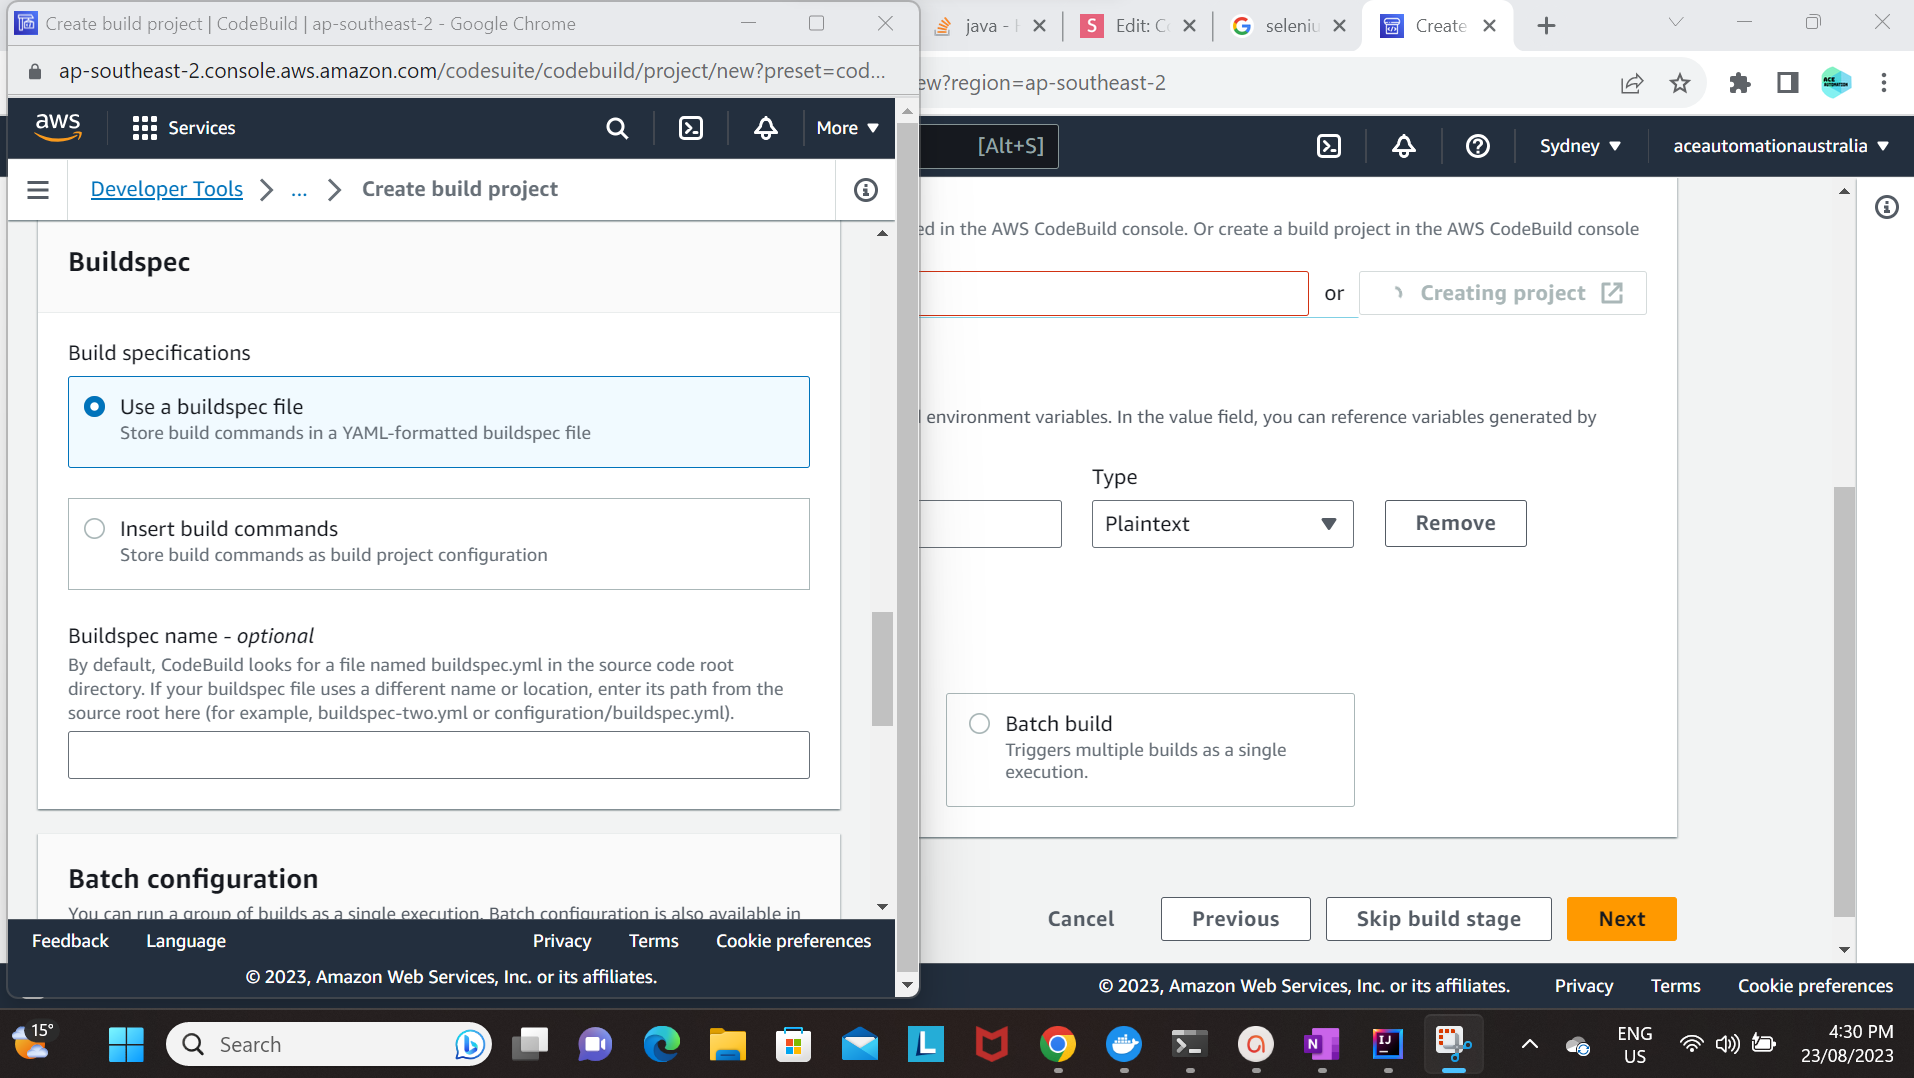 Create build project | CodeBuild | ap-southeast-2 - Google Chrome
ap-southeast-2.console.aws.amazon.com/codesuite/codebuild/project/new?preset=cod...
aws
Services
More
Developer Tools
...
Create build project
Buildspec
Build specifications
Use a buildspec file
Store build commands in a YAML-formatted buildspec file
Insert build commands
Store build commands as build project configuration
Buildspec name - optional
By default, CodeBuild looks for a file named buildspec.yml in the source code root
directory. If your buildspec file uses a different name or location, enter its path from the
source root here (for example, buildspec-two.yml or configuration/buildspec.yml).
Batch configuration
You can run a group of builds as a single execution. Batch configuration is also available in
Feedback
Language
Privacy
Terms
Cookie preferences
© 2023, Amazon Web Services, Inc. or its affiliates.
java -
S
Edit: C
seleniu
Create
ew?region=ap-southeast-2
ACE
AUTOMATION
[Alt+S]
Sydney
aceautomationaustralia
ed in the AWS CodeBuild console. Or create a build project in the AWS CodeBuild console
or
Creating project
environment variables. In the value field, you can reference variables generated by
Type
Plaintext
Remove
Batch build
Triggers multiple builds as a single
execution.
Cancel
Previous
Skip build stage
Next
© 2023, Amazon Web Services, Inc. or its affiliates.
Privacy
Terms
Cookie preferences
15°
Search
L
N
IJ
ENG
US
4:30 PM
23/08/2023